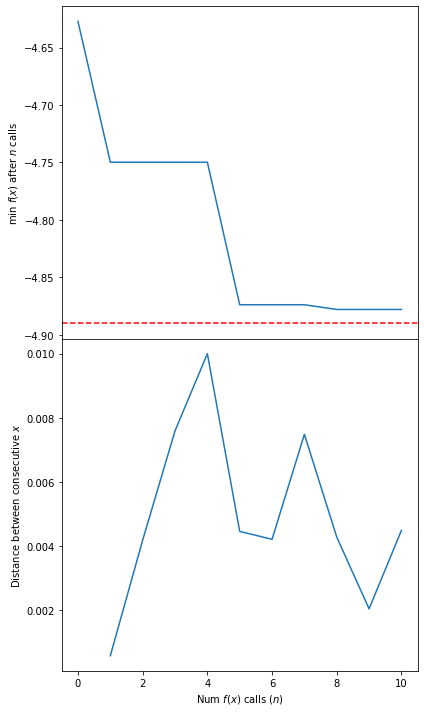 min f(x) after n calls
−4.65
−4.70
−4.75
−4.80
−4.85
−4.90
Distance between consecutive x
0.010
0.008
0.006
0.004
0.002
0 2 4 6 8 10
Num f(x) calls (n)